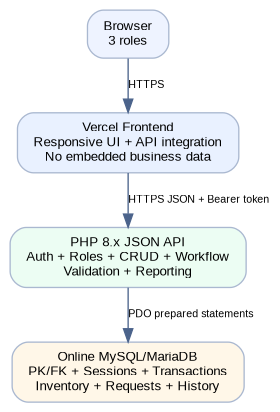 Browser
3 roles
HTTPS
Vercel Frontend
Responsive UI + API integration
No embedded business data
HTTPS JSON + Bearer token
PHP 8.x JSON API
Auth + Roles + CRUD + Workflow
Validation + Reporting
PDO prepared statements
Online MySQL/MariaDB
PK/FK + Sessions + Transactions
Inventory + Requests + History